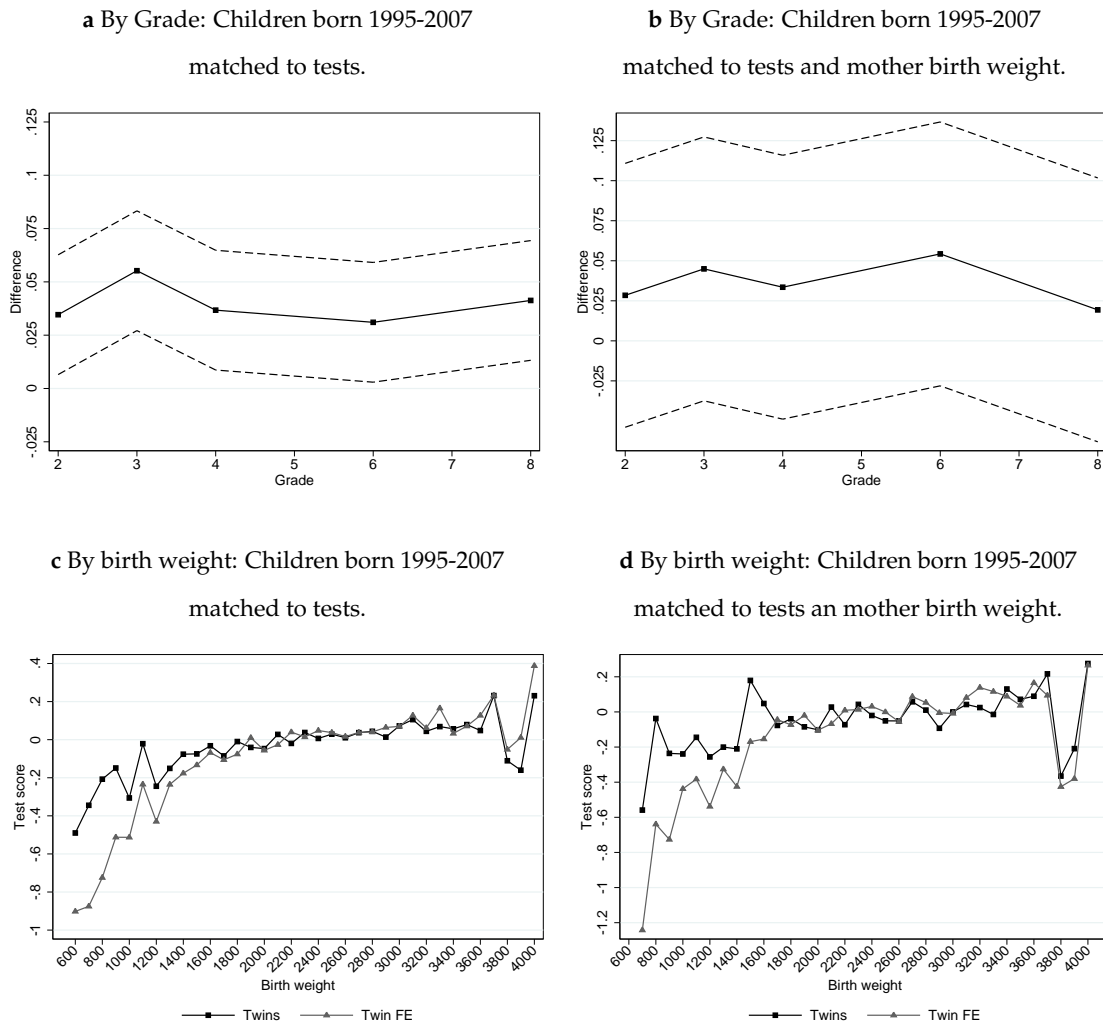 a By Grade: Children born 1995-2007
matched to tests.
.125
.1
.075
.05
.025
0
-.025
Difference
2 3 4 5 6 7 8
Grade
b By Grade: Children born 1995-2007
matched to tests and mother birth weight.
.125
.1
.075
.05
.025
0
-.025
Difference
2 3 4 5 6 7 8
Grade
c By birth weight: Children born 1995-2007
matched to tests.
.4
.2
0
-.2
-.4
-.6
-.8
-1
Test score
600 800 1000 1200 1400 1600 1800 2000 2200 2400 2600 2800 3000 3200 3400 3600 3800 4000
Birth weight
Twins Twin FE
d By birth weight: Children born 1995-2007
matched to tests an mother birth weight.
.2
0
-.2
-.4
-.6
-.8
-1
-1.2
Test score
600 800 1000 1200 1400 1600 1800 2000 2200 2400 2600 2800 3000 3200 3400 3600 3800 4000
Birth weight
Twins Twin FE